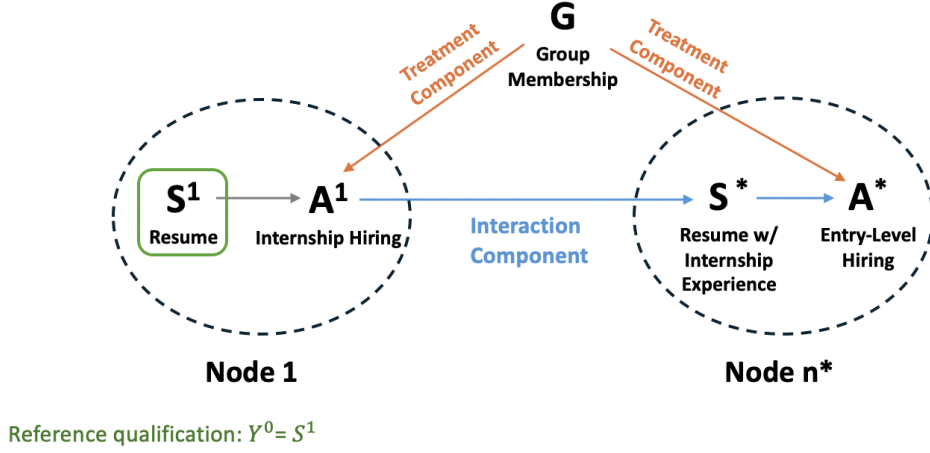 G
Group
Membership
Treatment
Component
Treatment
Component
S¹
Resume
A¹
Internship Hiring
Interaction
Component
S*
Resume w/
Internship
Experience
A*
Entry-Level
Hiring
Node 1
Node n*
Reference qualification: Y⁰= S¹